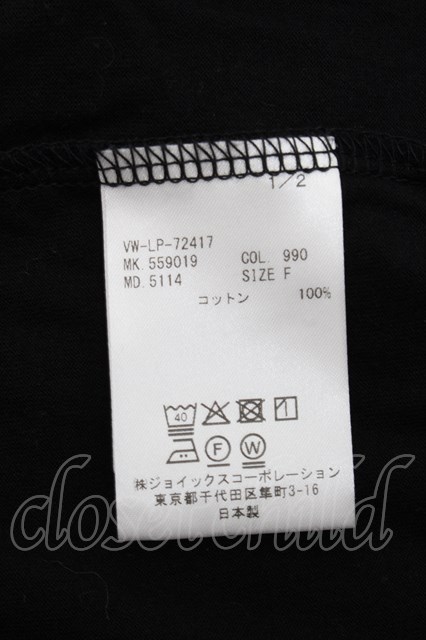 1/2
VW-LP-72417
MK. 559019 COL. 990
MD. 5114 SIZE F
コットン 100%
40
F W
株ジョイックスコーポレーション
東京都千代田区隼町3-16
日本製
closet child